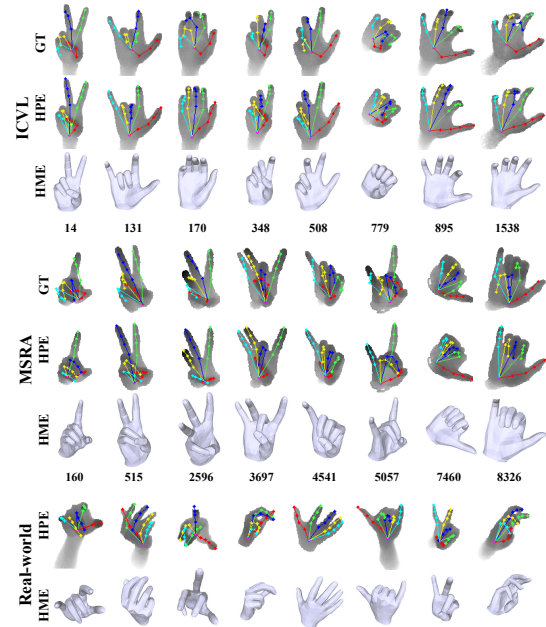 ICVL
GT
HPE
HME
14 131 170 348 508 779 895 1538
MSRA
GT
HPE
HME
160 515 2596 3697 4541 5057 7460 8326
Real-world
HPE
HME